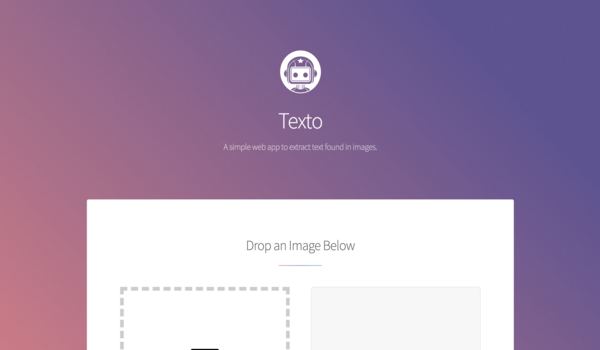 Texto
A simple web app to extract text found in images.
Drop an Image Below